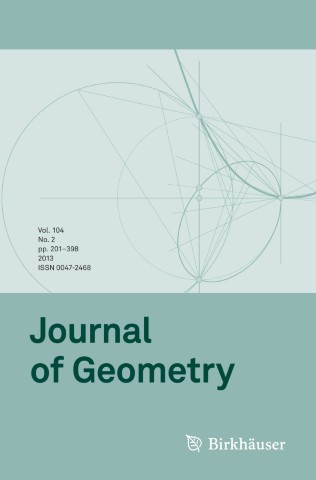 Vol. 104
No. 2
pp. 201–398
2013
ISSN 0047-2468
Journal
of Geometry
Birkhäuser